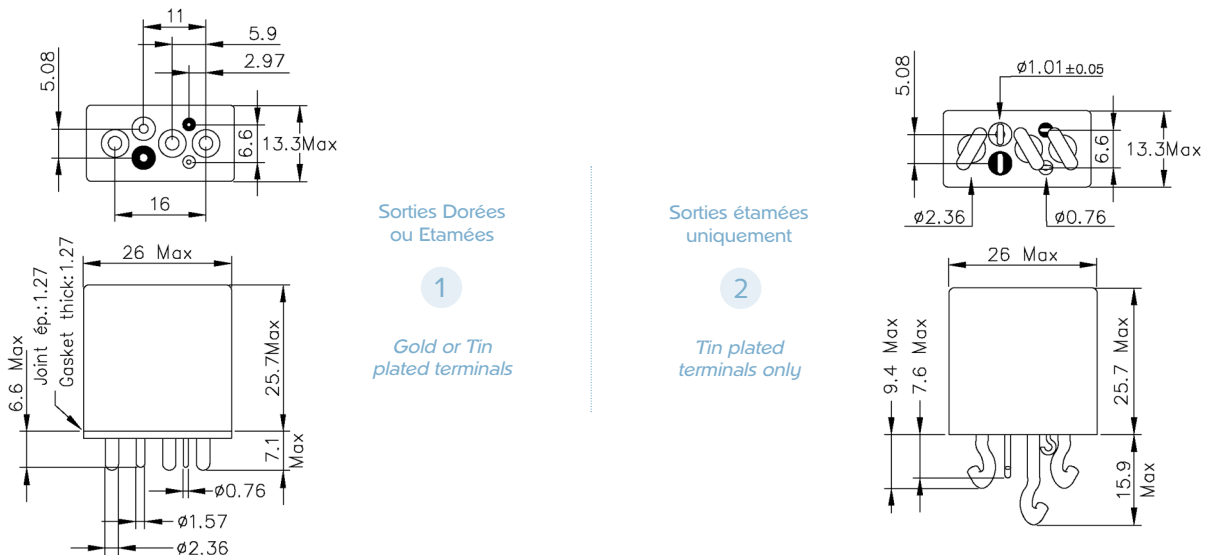 11
5.9
2.97
5.08
6.6
13.3Max
16
26 Max
6.6 Max
Joint ép.:1.27
Gasket thick:1.27
25.7Max
7.1
Max
ø0.76
ø1.57
ø2.36
Sorties Dorées
ou Etamées
1
Gold or Tin
plated terminals
Sorties étamées
uniquement
2
Tin plated
terminals only
5.08
ø1.01±0.05
6.6
13.3Max
ø2.36
ø0.76
26 Max
9.4 Max
7.6 Max
25.7 Max
15.9
Max